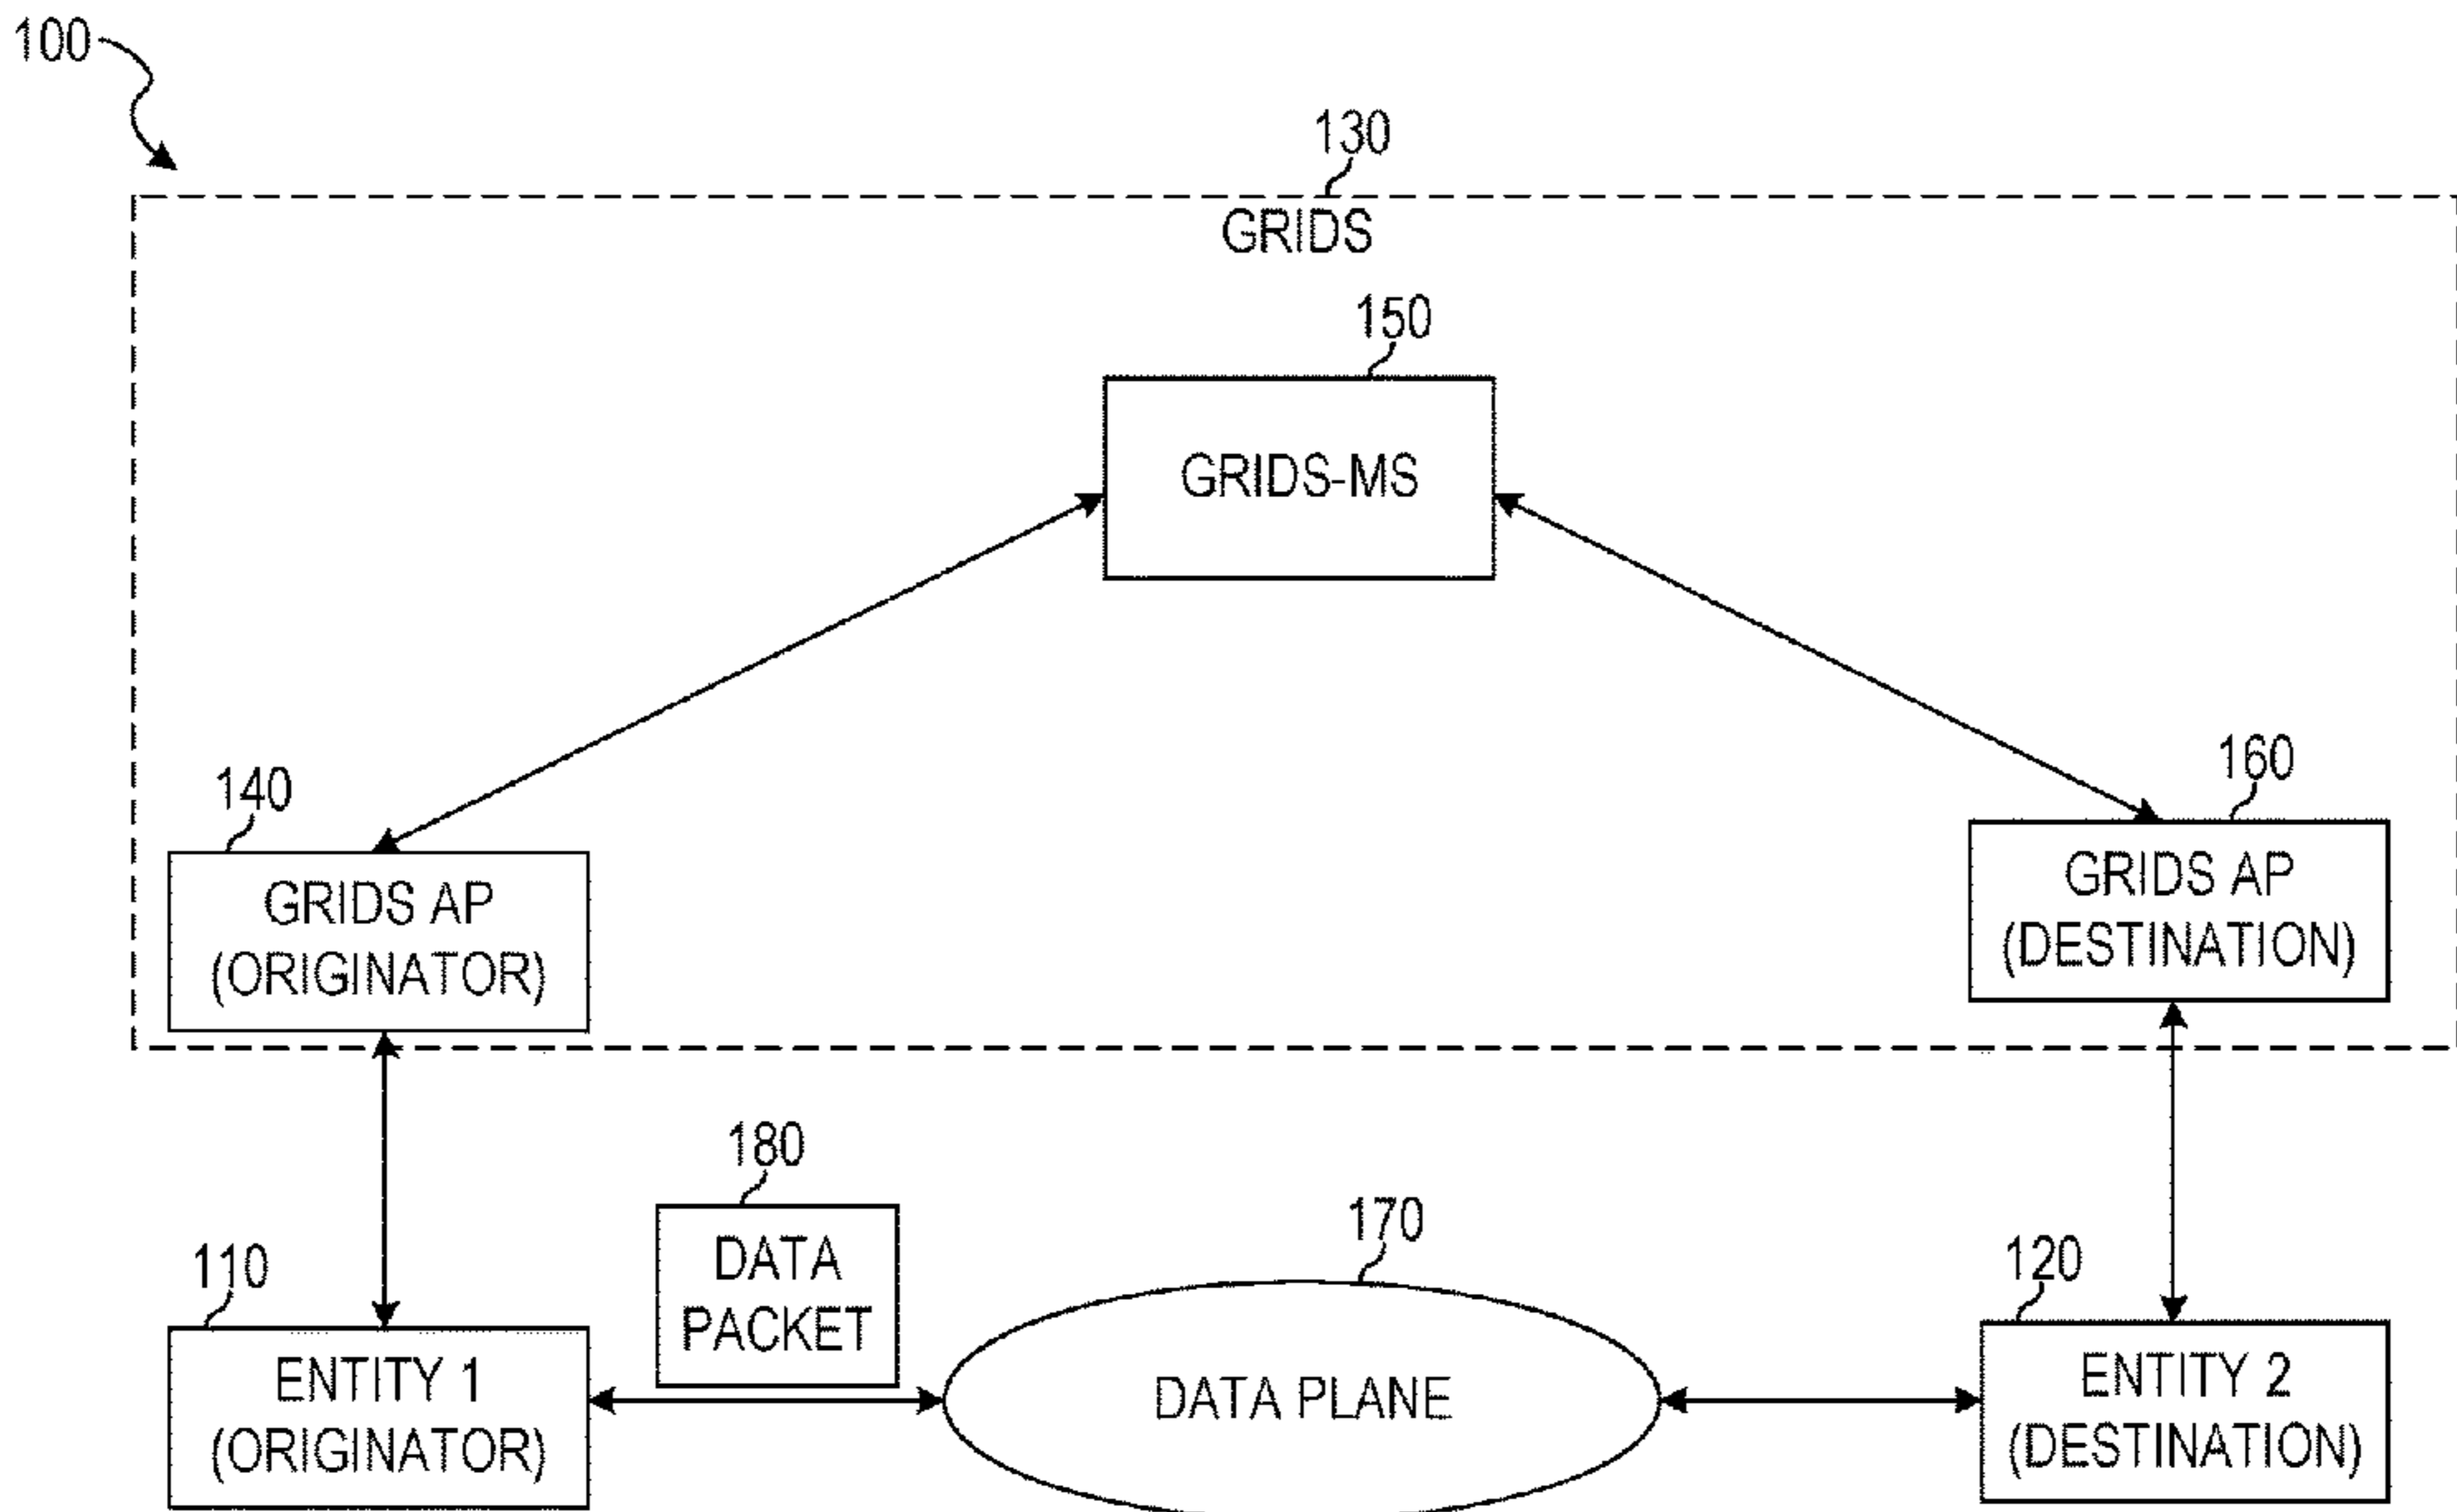 100
130
GRIDS
150
GRIDS-MS
140
160
GRIDS AP
(ORIGINATOR)
GRIDS AP
(DESTINATION)
180
DATA
PACKET
170
110
120
ENTITY 1
(ORIGINATOR)
DATA PLANE
ENTITY 2
(DESTINATION)